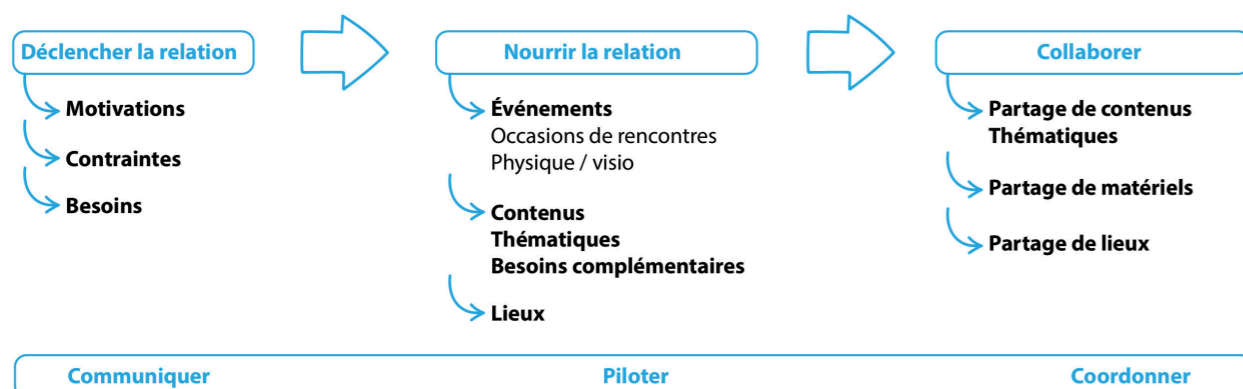 Déclencher la relation
Motivations
Contraintes
Besoins
Nourrir la relation
Événements
Occasions de rencontres
Physique / visio
Contenus
Thématiques
Besoins complémentaires
Lieux
Collaborer
Partage de contenus
Thématiques
Partage de matériels
Partage de lieux
Communiquer
Piloter
Coordonner